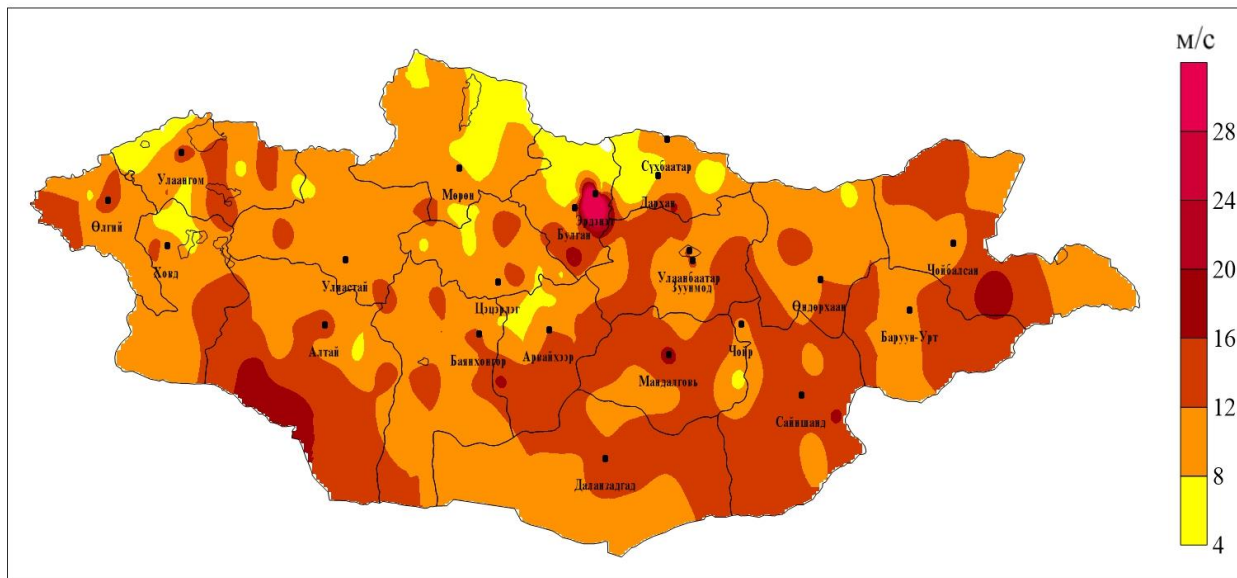 м/с
28
24
20
16
12
8
4
Сүхбаатар
Улаангом
Мөрөн
Дархан
Өлгий
Эрдэнэт
Булган
Ховд
Чойбалсан
Улаанбаатар
Улиастай
Зуунмод
Цэцэрлэг
Өндөрхаан
Баруун-Урт
Алтай
Баянхонгор
Арвайхээр
Чойр
Мандалговь
Сайншанд
Даланзадгад